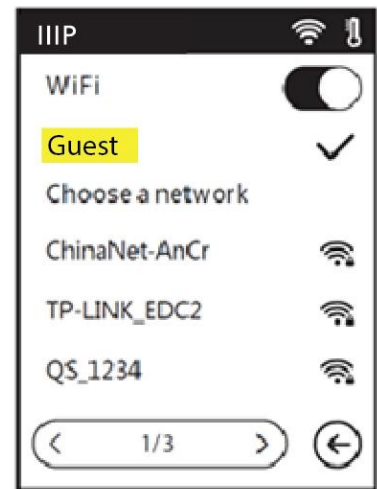 IIIP
WiFi
Guest
Choose a network
ChinaNet-AnCr
TP-LINK_EDC2
QS_1234
1/3